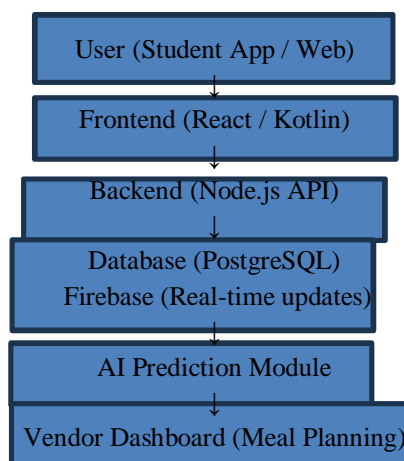 User (Student App / Web)
↓
Frontend (React / Kotlin)
↓
Backend (Node.js API)
↓
Database (PostgreSQL)
Firebase (Real-time updates)
↓
AI Prediction Module
↓
Vendor Dashboard (Meal Planning)